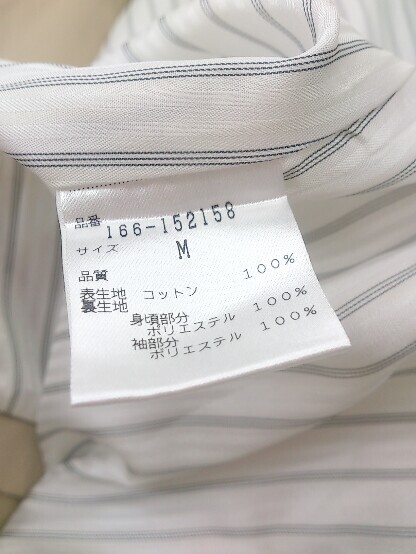 品番 166-152158
サイズ M
品質
表生地 コットン 100%
裏生地
身頃部分
ポリエステル 100%
袖部分
ポリエステル 100%